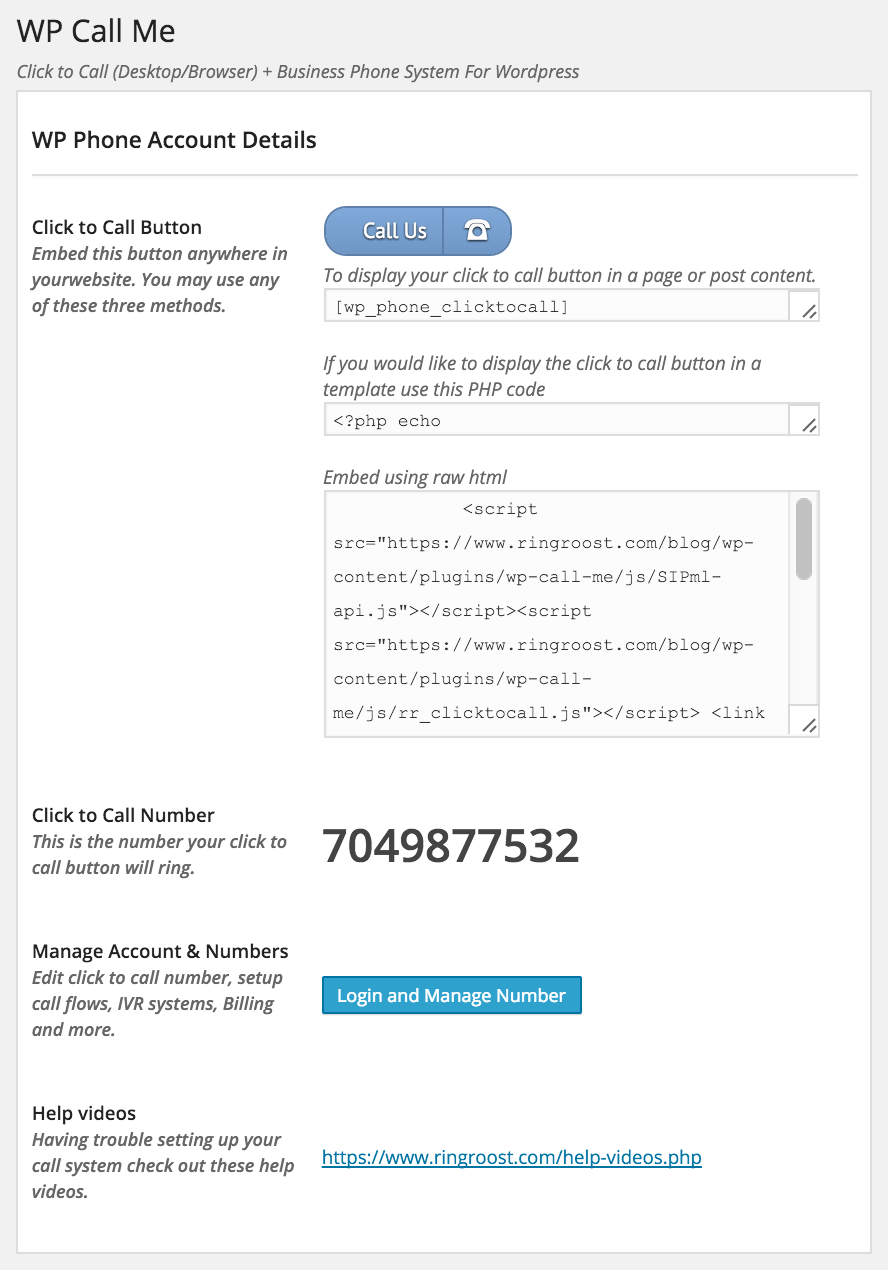 WP Call Me
Click to Call (Desktop/Browser) + Business Phone System For Wordpress
WP Phone Account Details
Click to Call Button
Embed this button anywhere in
yourwebsite. You may use any
of these three methods.
Call Us
To display your click to call button in a page or post content.
[wp_phone_clicktocall]
If you would like to display the click to call button in a
template use this PHP code
<?php echo
Embed using raw html
<script
src="https://www.ringroost.com/blog/wp-
content/plugins/wp-call-me/js/SIPml-
api.js"></script><script
src="https://www.ringroost.com/blog/wp-
content/plugins/wp-call-
me/js/rr_clicktocall.js"></script> <link
Click to Call Number
This is the number your click to
call button will ring.
7049877532
Manage Account & Numbers
Edit click to call number, setup
call flows, IVR systems, Billing
and more.
Login and Manage Number
Help videos
Having trouble setting up your
call system check out these help
videos.
https://www.ringroost.com/help-videos.php